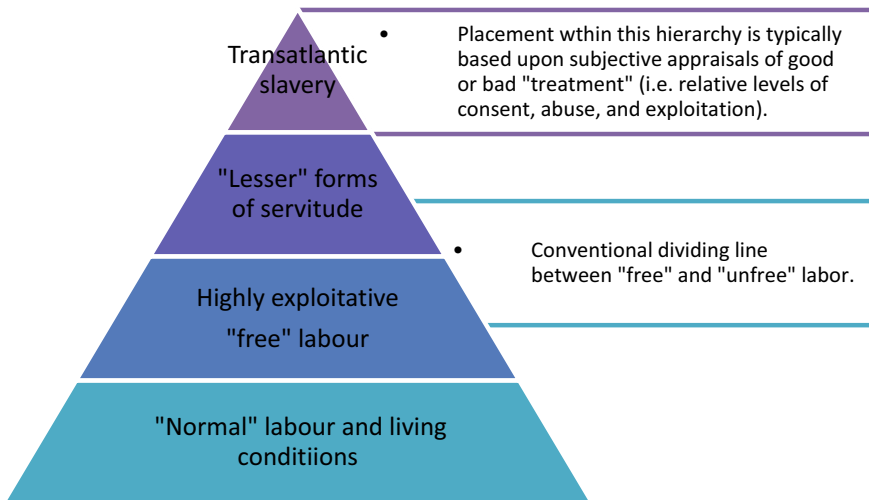 Transatlantic
slavery
• Placement wthin this hierarchy is typically
based upon subjective appraisals of good
or bad "treatment" (i.e. relative levels of
consent, abuse, and exploitation).
"Lesser" forms
of servitude
• Conventional dividing line
between "free" and "unfree" labor.
Highly exploitative
"free" labour
"Normal" labour and living
conditiions